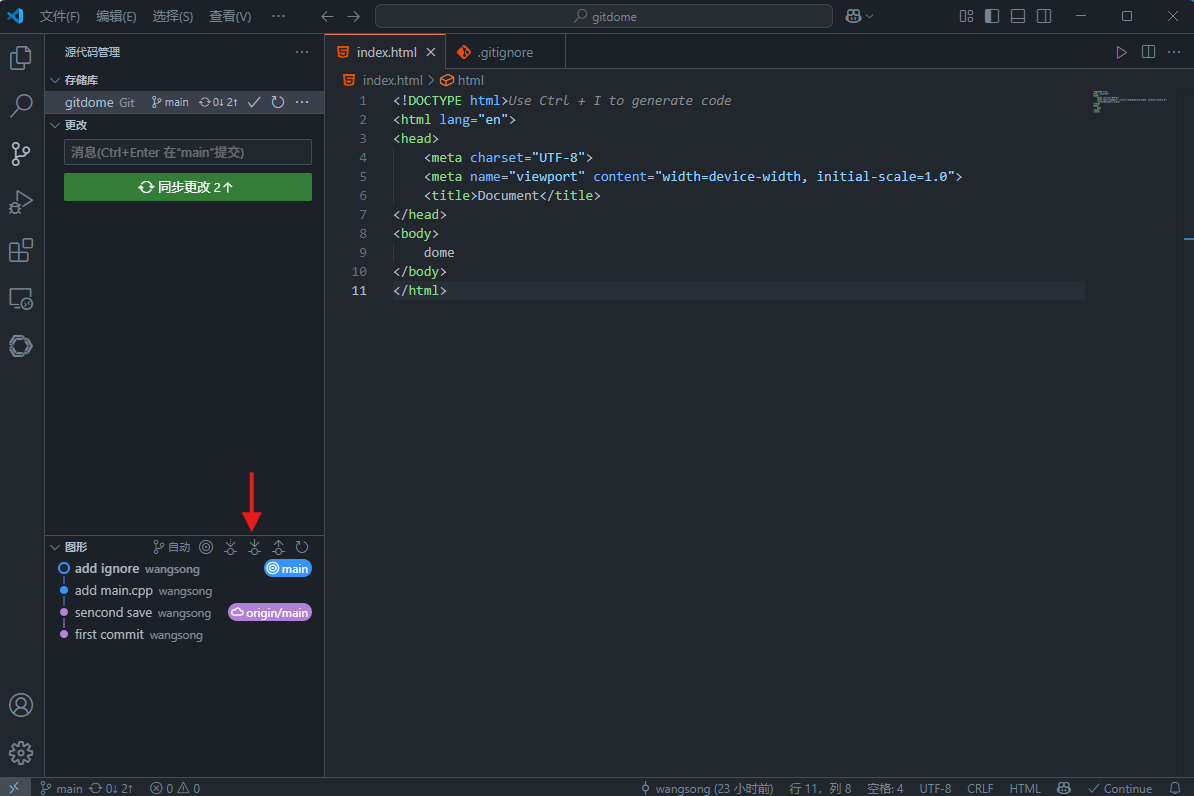 文件(F) 编辑(E) 选择(S) 查看(V) ··· gitdome
源代码管理 ···
存储库
gitdome Git main 0↓ 2↑ ···
更改
消息(Ctrl+Enter 在"main"提交)
同步更改 2↑
图形 自动
add ignore wangsong main
add main.cpp wangsong
sencond save wangsong origin/main
first commit wangsong
index.html .gitignore ···
index.html > html
1 <!DOCTYPE html>Use Ctrl + I to generate code
2 <html lang="en">
3 <head>
4 <meta charset="UTF-8">
5 <meta name="viewport" content="width=device-width, initial-scale=1.0">
6 <title>Document</title>
7 </head>
8 <body>
9 dome
10 </body>
11 </html>
main 0↓ 2↑ 0 0 wangsong (23 小时前) 行 11，列 8 空格: 4 UTF-8 CRLF HTML Continue